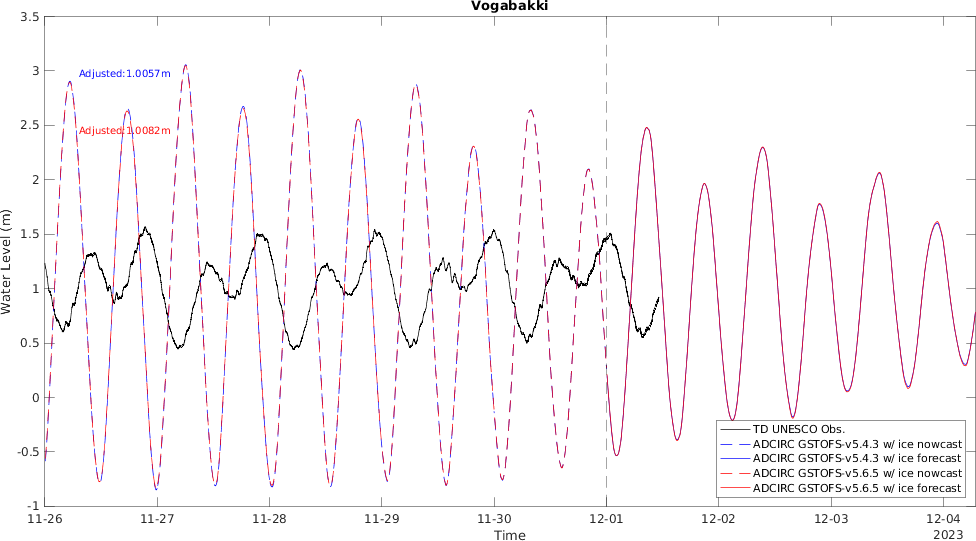 Vogabakki
3.5
3
2.5
2
1.5
1
0.5
0
-0.5
-1
Water Level (m)
Adjusted:1.0057m
Adjusted:1.0082m
TD UNESCO Obs.
ADCIRC GSTOFS-v5.4.3 w/ ice nowcast
ADCIRC GSTOFS-v5.4.3 w/ ice forecast
ADCIRC GSTOFS-v5.6.5 w/ ice nowcast
ADCIRC GSTOFS-v5.6.5 w/ ice forecast
11-26 11-27 11-28 11-29 11-30 12-01 12-02 12-03 12-04
Time
2023